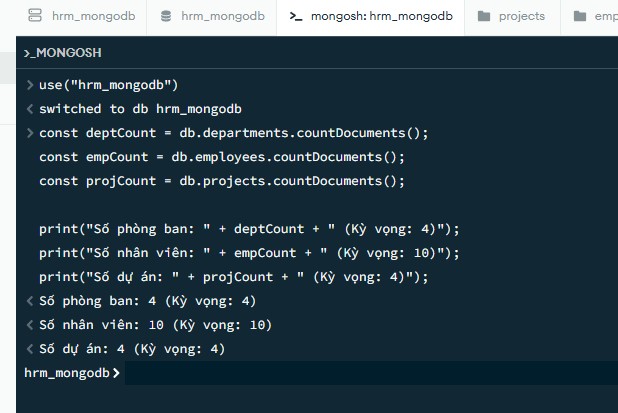 hrm_mongodb hrm_mongodb >_ mongosh: hrm_mongodb projects emp
>_MONGOSH
> use("hrm_mongodb")
< switched to db hrm_mongodb
> const deptCount = db.departments.countDocuments();
const empCount = db.employees.countDocuments();
const projCount = db.projects.countDocuments();
print("Số phòng ban: " + deptCount + " (Kỳ vọng: 4)");
print("Số nhân viên: " + empCount + " (Kỳ vọng: 10)");
print("Số dự án: " + projCount + " (Kỳ vọng: 4)");
< Số phòng ban: 4 (Kỳ vọng: 4)
< Số nhân viên: 10 (Kỳ vọng: 10)
< Số dự án: 4 (Kỳ vọng: 4)
hrm_mongodb>